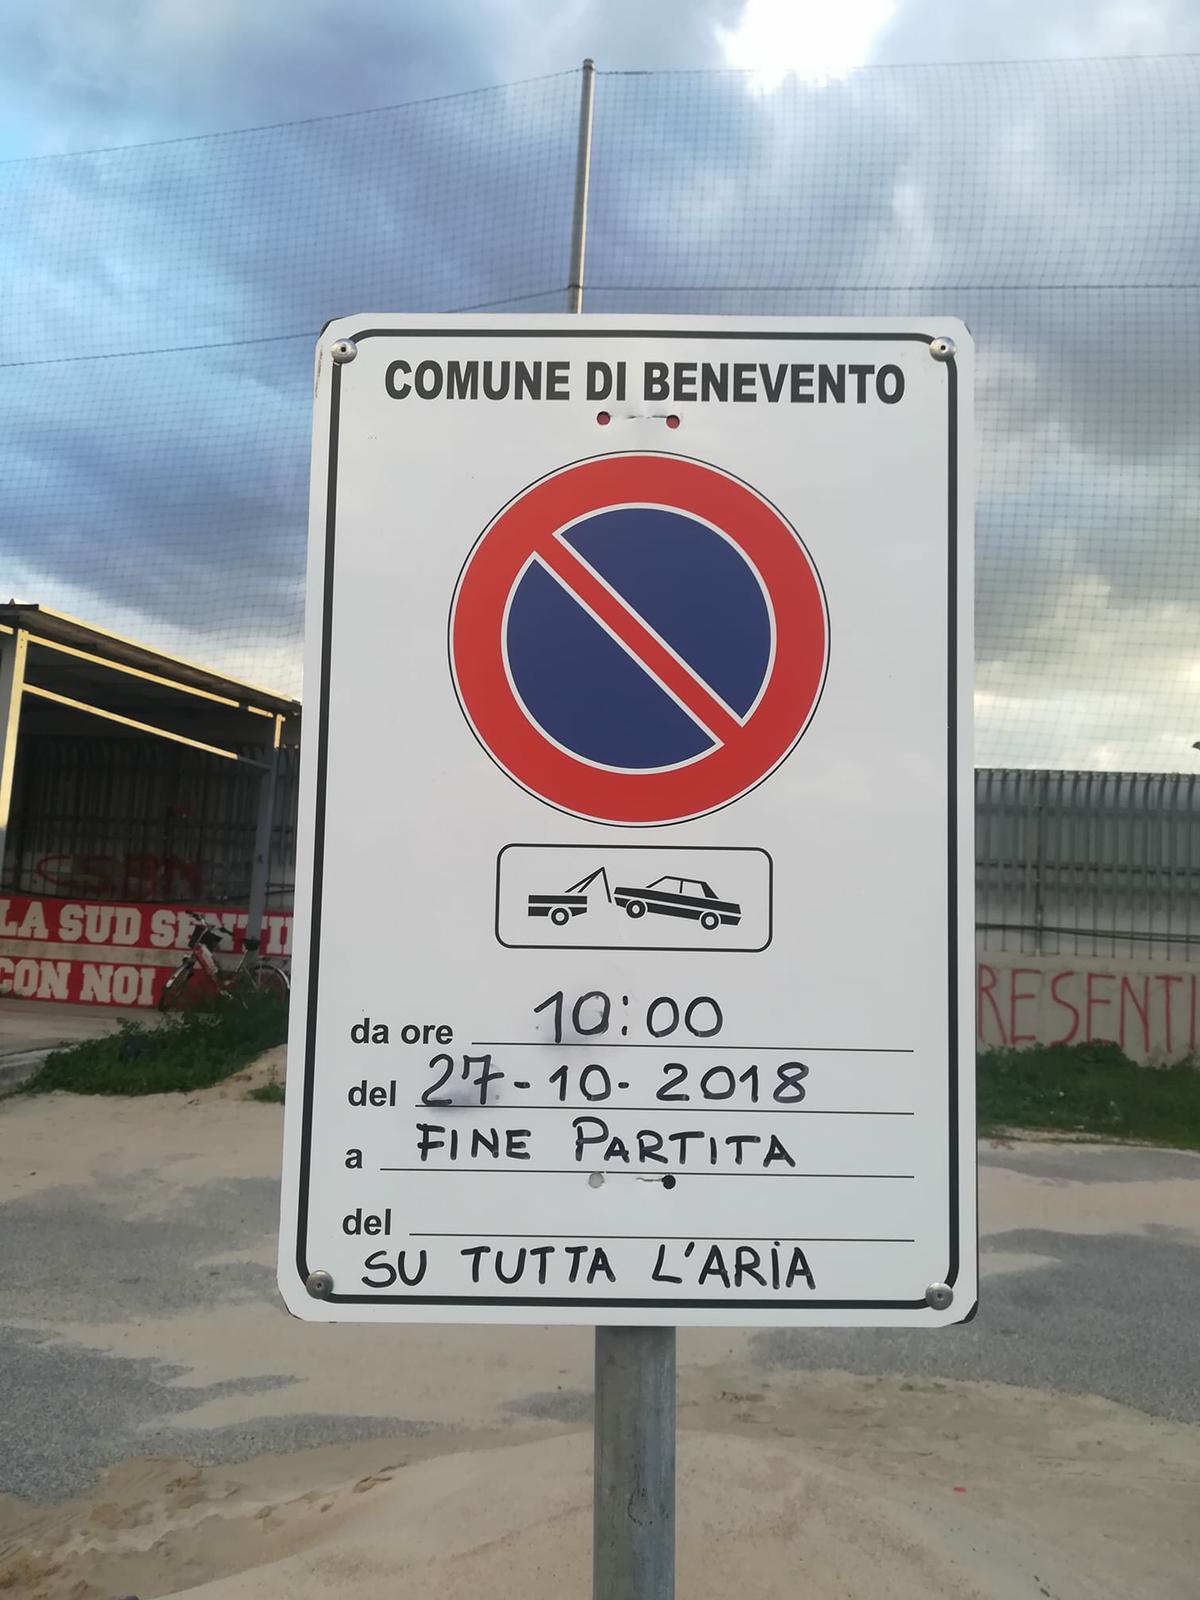 COMUNE DI BENEVENTO
da ore 10:00
del 27-10-2018
a FINE PARTITA
del
SU TUTTA L'ARIA
LA SUD SENTI
CON NOI
RESENTI